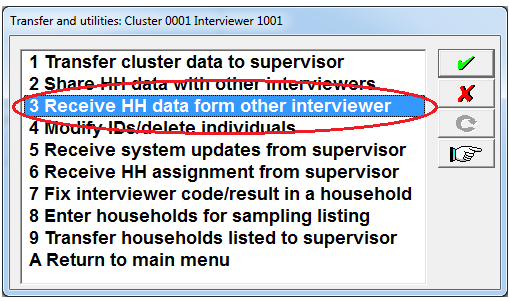 Transfer and utilities: Cluster 0001 Interviewer 1001
1 Transfer cluster data to supervisor
2 Share HH data with other interviewers
3 Receive HH data form other interviewer
4 Modify IDs/delete individuals
5 Receive system updates from supervisor
6 Receive HH assignment from supervisor
7 Fix interviewer code/result in a household
8 Enter households for sampling listing
9 Transfer households listed to supervisor
A Return to main menu